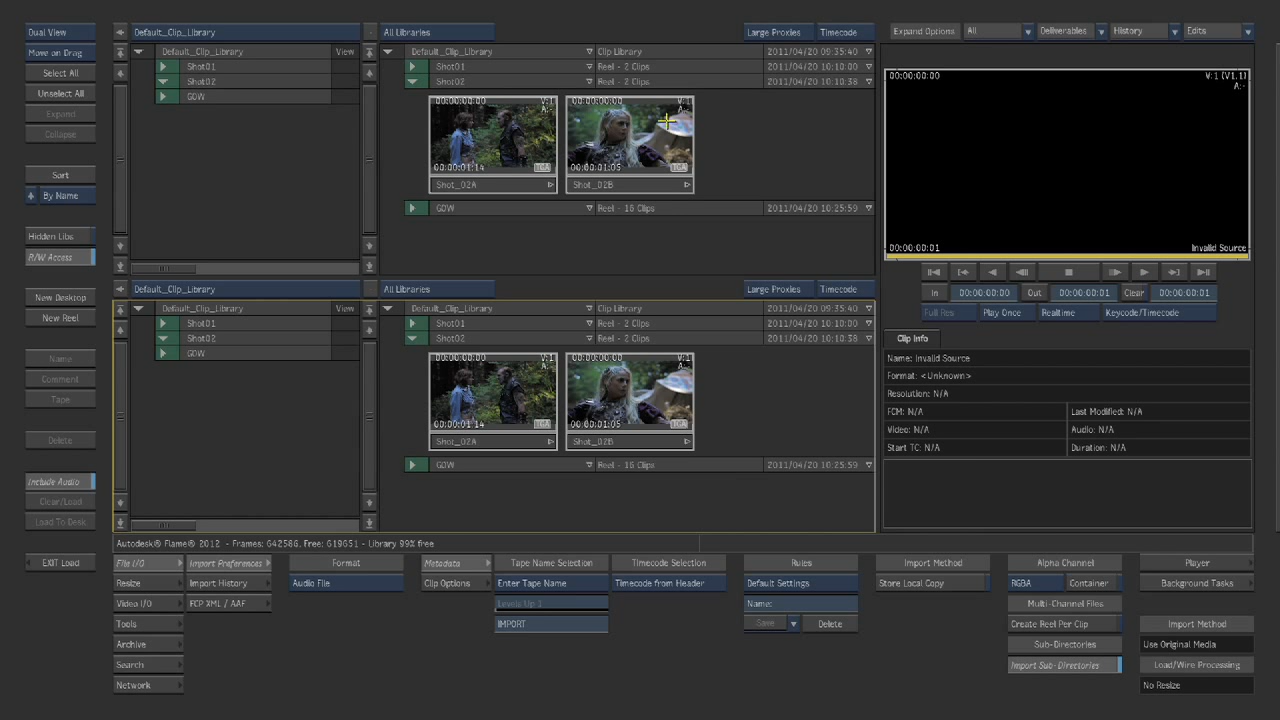 Dual View
Move on Drag
Select All
Unselect All
Expand
Collapse
Sort
By Name
Hidden Libs
R/W Access
New Desktop
New Reel
Name
Comment
Tape
Delete
Include Audio
Clear/Load
Load To Desk
EXIT Load
Default_Clip_Library
Default_Clip_Library View
Shot01
Shot02
GOW
All Libraries Large Proxies Timecode
Default_Clip_Library Clip Library 2011/04/20 09:35:40
Shot01 Reel - 2 Clips 2011/04/20 10:10:00
Shot02 Reel - 2 Clips 2011/04/20 10:10:38
00:00:00:00 V:1 00:00:00:00 V:1
A:- A:-
00:00:01:14 TGA 00:00:01:05 TGA
Shot_02A Shot_02B
GOW Reel - 16 Clips 2011/04/20 10:25:59
Default_Clip_Library
Default_Clip_Library View
Shot01
Shot02
GOW
All Libraries Large Proxies Timecode
Default_Clip_Library Clip Library 2011/04/20 09:35:40
Shot01 Reel - 2 Clips 2011/04/20 10:10:00
Shot02 Reel - 2 Clips 2011/04/20 10:10:38
00:00:00:00 V:1 00:00:00:00 V:1
A:- A:-
00:00:01:14 TGA 00:00:01:05 TGA
Shot_02A Shot_02B
GOW Reel - 16 Clips 2011/04/20 10:25:59
Expand Options All Deliverables History Edits
00:00:00:00 V:1 (V1.1)
A:-
00:00:00:01 Invalid Source
In 00:00:00:00 Out 00:00:00:01 Clear 00:00:00:01
Full Res Play Once Realtime Keycode/Timecode
Clip Info
Name: Invalid Source
Format: <Unknown>
Resolution: N/A
FCM: N/A Last Modified: N/A
Video: N/A Audio: N/A
Start TC: N/A Duration: N/A
Autodesk® Flame® 2012 - Frames: 642586, Free: 619651 - Library 99% free
File I/O Import Preferences Format Metadata Tape Name Selection Timecode Selection Rules Import Method Alpha Channel Player
Resize Import History Audio File Clip Options Enter Tape Name Timecode from Header Default Settings Store Local Copy RGBA Container Background Tasks
Video I/O FCP XML / AAF Levels Up 1 Name: Multi-Channel Files
Tools IMPORT Save Delete Create Reel Per Clip Import Method
Archive Sub-Directories Use Original Media
Search Import Sub-Directories Load/Wire Processing
Network No Resize